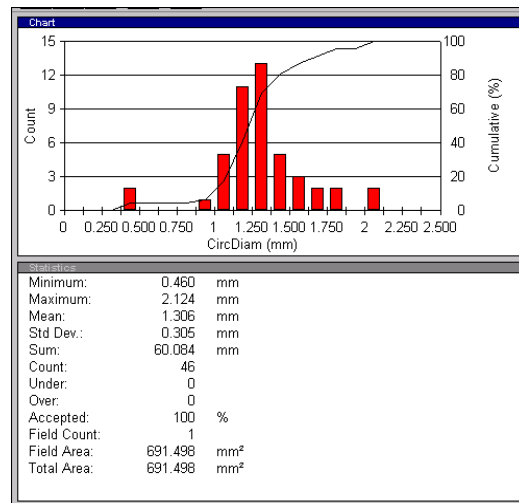 Chart
15 100
12 80
9 60
6 40
3 20
0 0
Count
Cumulative (%)
0 0.250 0.500 0.750 1 1.250 1.500 1.750 2.250 2.500
CircDiam (mm)
Statistics
Minimum: 0.460 mm
Maximum: 2.124 mm
Mean: 1.306 mm
Std Dev.: 0.305 mm
Sum: 60.084 mm
Count: 46
Under: 0
Over: 0
Accepted: 100 %
Field Count: 1
Field Area: 691.498 mm²
Total Area: 691.498 mm²